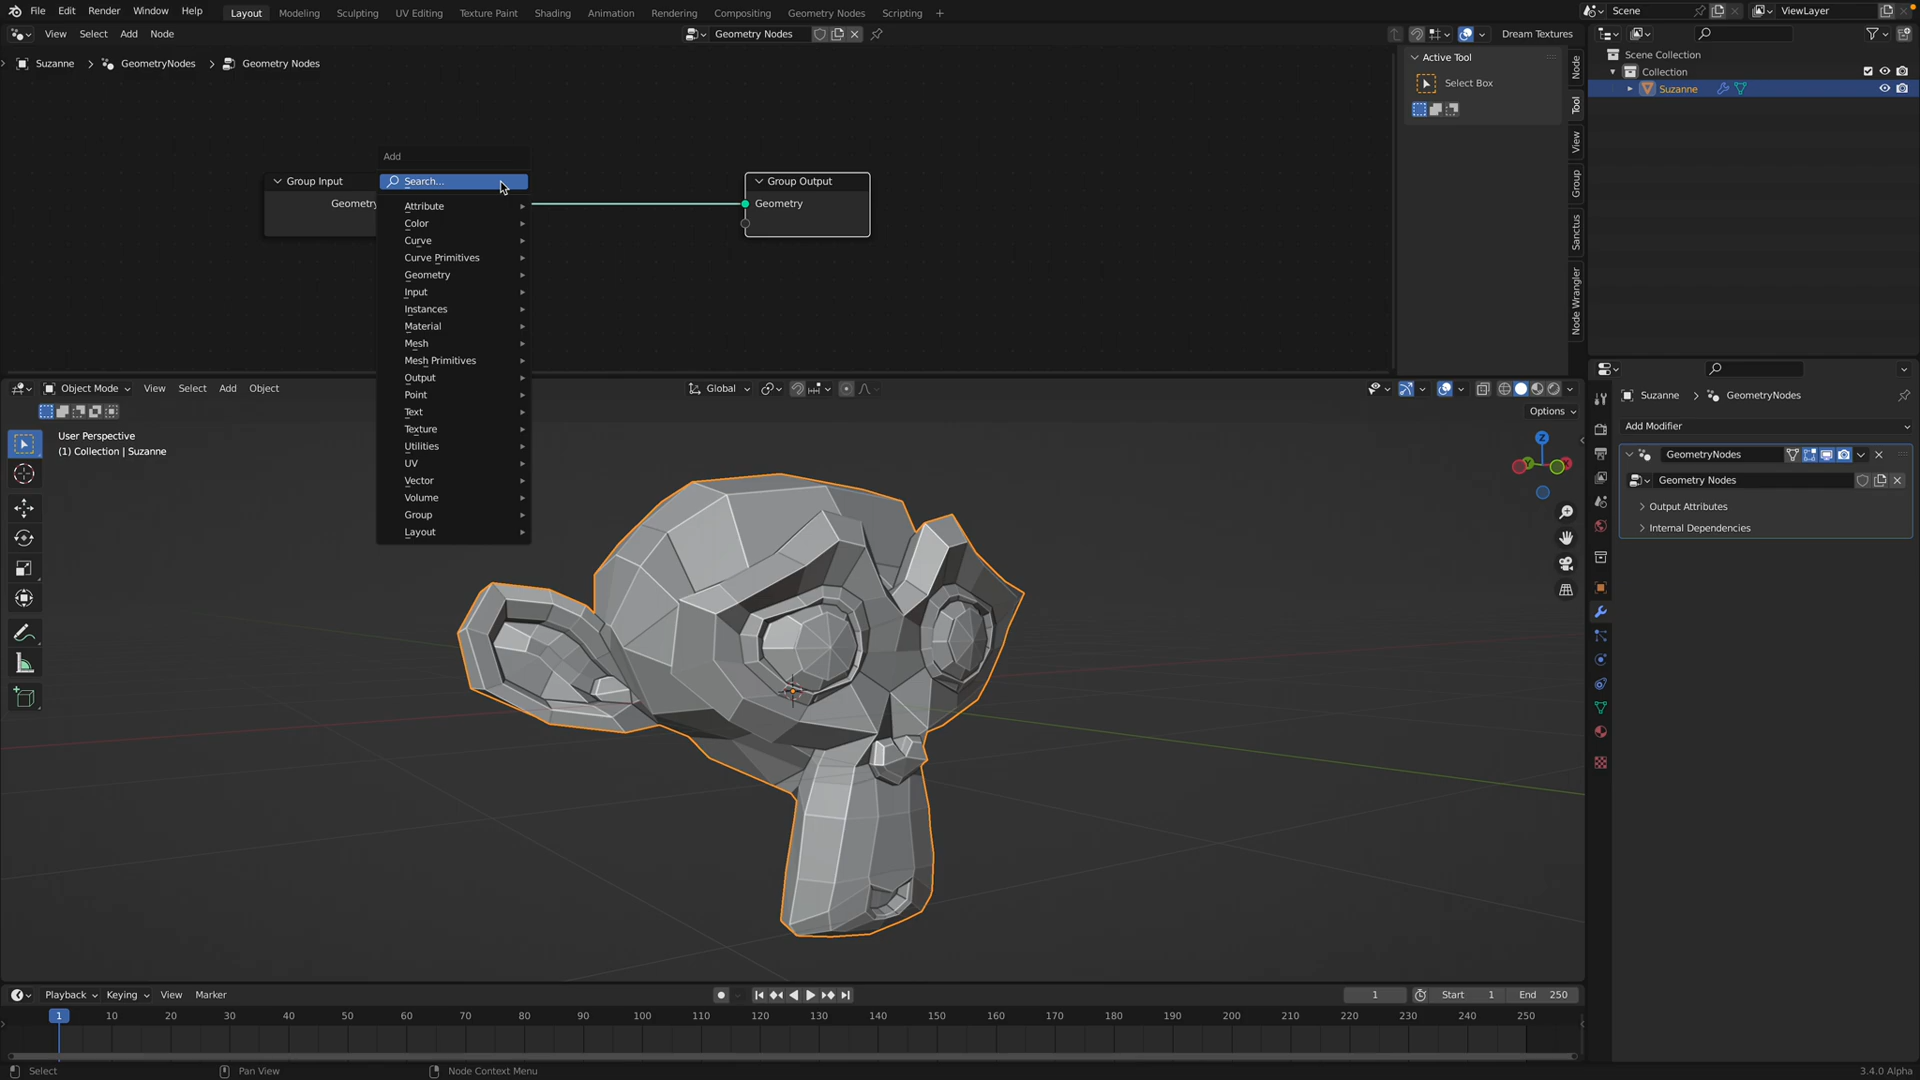 File Edit Render Window Help Layout Modeling Sculpting UV Editing Texture Paint Shading Animation Rendering Compositing Geometry Nodes Scripting + Scene ViewLayer
View Select Add Node Geometry Nodes Dream Textures
Suzanne > GeometryNodes > Geometry Nodes
Active Tool
Select Box
Node
Tool
View
Group
Sanctus
Node Wrangler
Scene Collection
Collection
Suzanne
Add
Search...
Attribute
Color
Curve
Curve Primitives
Geometry
Input
Instances
Material
Mesh
Mesh Primitives
Output
Point
Text
Texture
Utilities
UV
Vector
Volume
Group
Layout
Group Input
Geometry
Group Output
Geometry
Object Mode View Select Add Object Global
Options
User Perspective
(1) Collection | Suzanne
Z
Y
X
Suzanne > GeometryNodes
Add Modifier
GeometryNodes
Geometry Nodes
Output Attributes
Internal Dependencies
Playback Keying View Marker 1 Start 1 End 250
1 10 20 30 40 50 60 70 80 90 100 110 120 130 140 150 160 170 180 190 200 210 220 230 240 250
Select Pan View Node Context Menu 3.4.0 Alpha